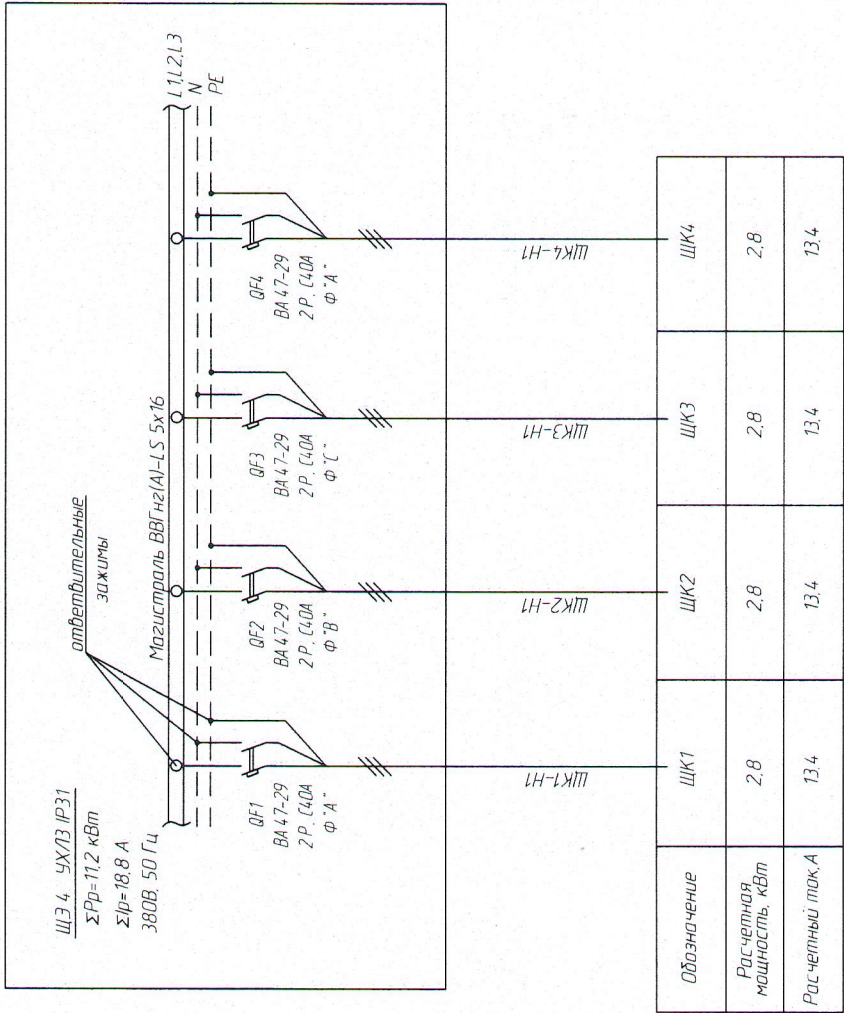 ЩЭ 4 УХЛ3 IP31
ΣРр=11,2 кВт
ΣIр=18,8 А
380В, 50 Гц
ответвительные
зажимы
Магистраль ВВГнг(А)-LS 5х16
L1,L2,L3
N
PE
QF1
ВА 47-29
2Р, С40А
Ф"А"
QF2
ВА 47-29
2Р, С40А
Ф"В"
QF3
ВА 47-29
2Р, С40А
Ф"С"
QF4
ВА 47-29
2Р, С40А
Ф"А"
ЩК1-Н1
ЩК2-Н1
ЩК3-Н1
ЩК4-Н1
Обозначение ЩК1 ЩК2 ЩК3 ЩК4
Расчетная
мощность, кВт 2,8 2,8 2,8 2,8
Расчетный ток,А 13,4 13,4 13,4 13,4